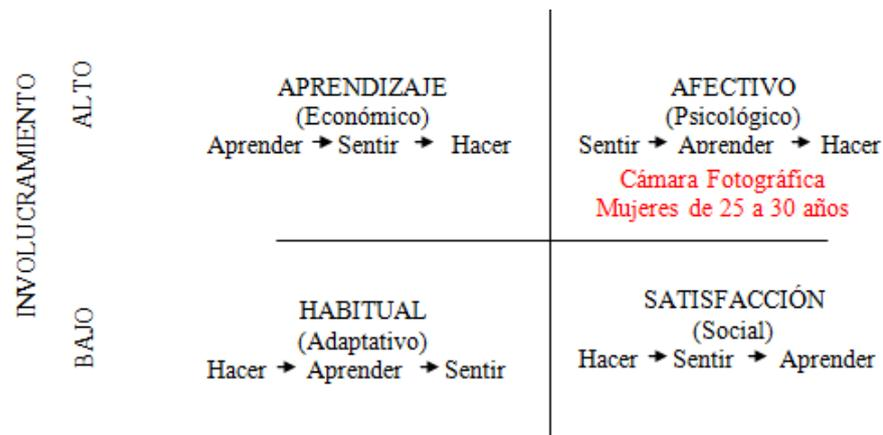 INVOLUCRAMIENTO
ALTO
APRENDIZAJE
(Económico)
Aprender → Sentir → Hacer
AFECTIVO
(Psicológico)
Sentir → Aprender → Hacer
Cámara Fotográfica
Mujeres de 25 a 30 años
BAJO
HABITUAL
(Adaptativo)
Hacer → Aprender → Sentir
SATISFACCIÓN
(Social)
Hacer → Sentir → Aprender